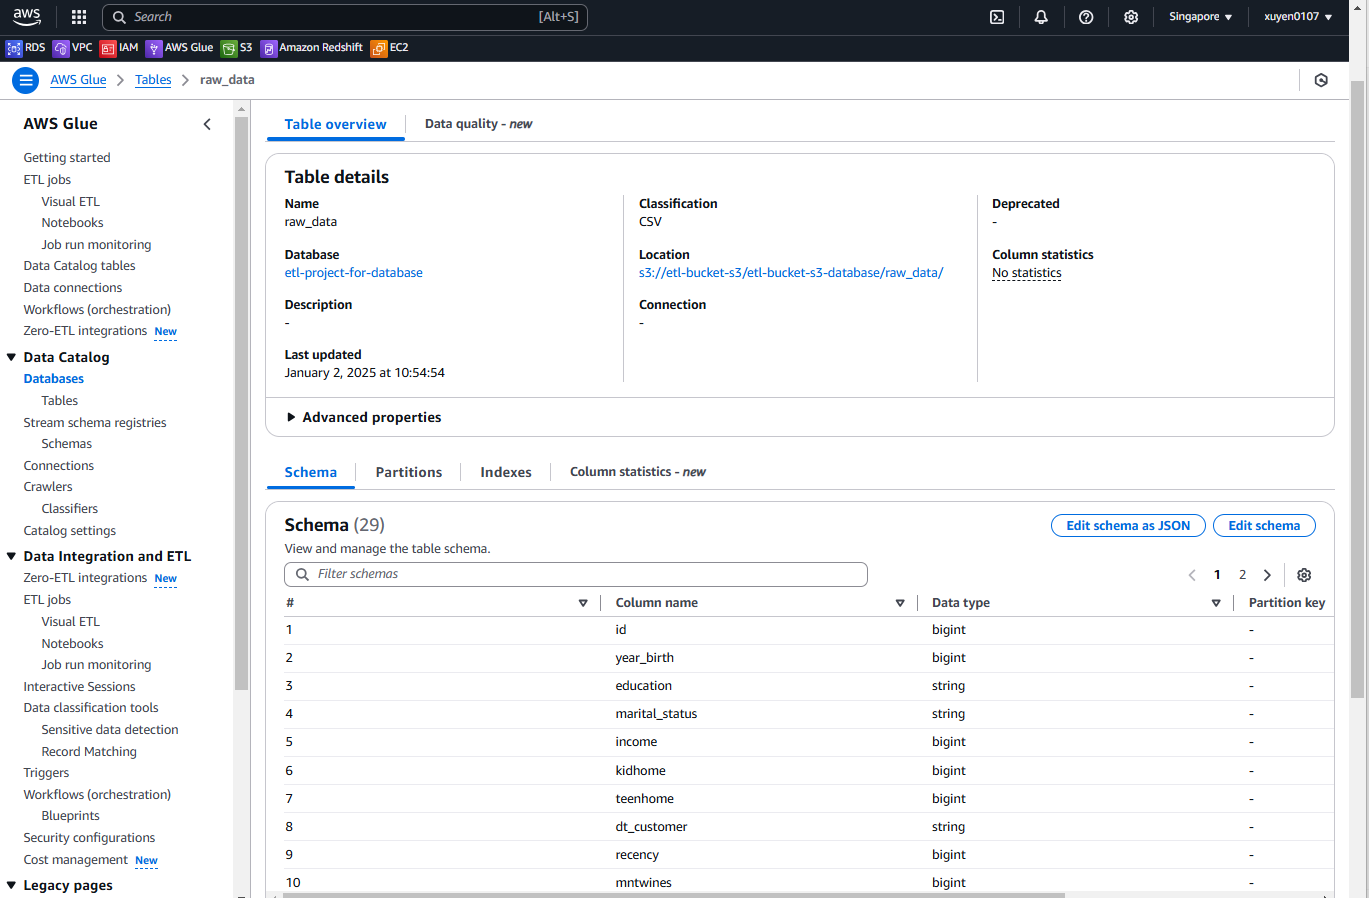 aws
Search [Alt+S]
Singapore
xuyen0107
RDS VPC IAM AWS Glue S3 Amazon Redshift EC2
AWS Glue Tables raw_data
AWS Glue
Getting started
ETL jobs
Visual ETL
Notebooks
Job run monitoring
Data Catalog tables
Data connections
Workflows (orchestration)
Zero-ETL integrations New
Data Catalog
Databases
Tables
Stream schema registries
Schemas
Connections
Crawlers
Classifiers
Catalog settings
Data Integration and ETL
Zero-ETL integrations New
ETL jobs
Visual ETL
Notebooks
Job run monitoring
Interactive Sessions
Data classification tools
Sensitive data detection
Record Matching
Triggers
Workflows (orchestration)
Blueprints
Security configurations
Cost management New
Legacy pages
Table overview Data quality - new
Table details
Name
raw_data
Database
etl-project-for-database
Description
-
Last updated
January 2, 2025 at 10:54:54
Classification
CSV
Location
s3://etl-bucket-s3/etl-bucket-s3-database/raw_data/
Connection
-
Deprecated
-
Column statistics
No statistics
Advanced properties
Schema Partitions Indexes Column statistics - new
Schema (29)
Edit schema as JSON Edit schema
View and manage the table schema.
Filter schemas
1 2
# Column name Data type Partition key
1 id bigint -
2 year_birth bigint -
3 education string -
4 marital_status string -
5 income bigint -
6 kidhome bigint -
7 teenhome bigint -
8 dt_customer string -
9 recency bigint -
10 mntwines bigint -